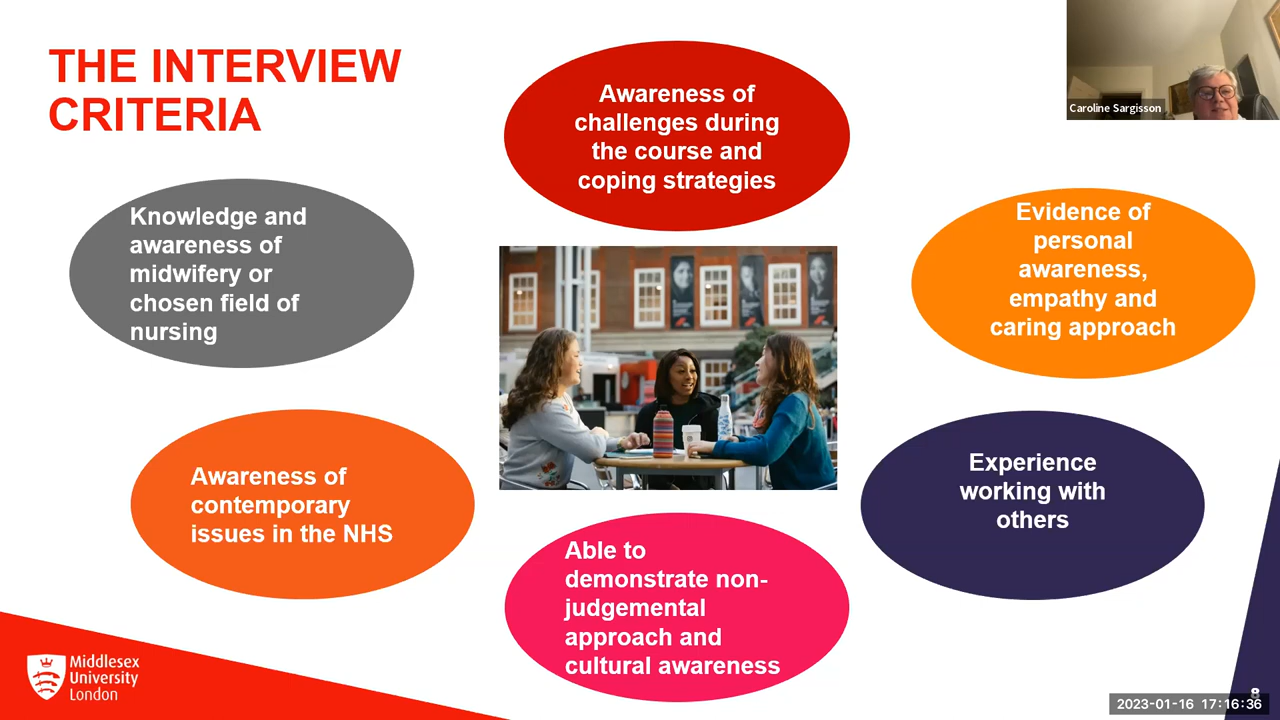 THE INTERVIEW
CRITERIA
Awareness of
challenges during
the course and
coping strategies
Caroline Sargisson
Knowledge and
awareness of
midwifery or
chosen field of
nursing
Evidence of
personal
awareness,
empathy and
caring approach
Awareness of
contemporary
issues in the NHS
Experience
working with
others
Able to
demonstrate non-
judgemental
approach and
cultural awareness
Middlesex
University
London
8
2023-01-16 17:16:36